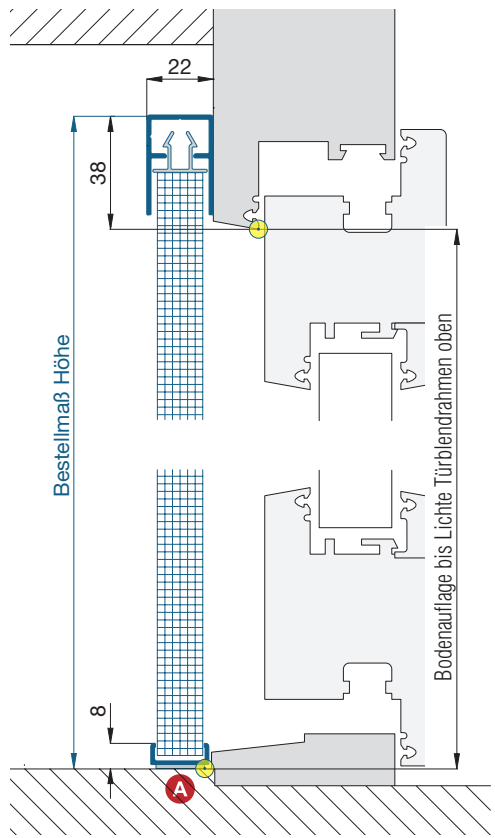 22
38
Bestellmaß Höhe
Bodenauflage bis Lichte Türblendrahmen oben
8
A